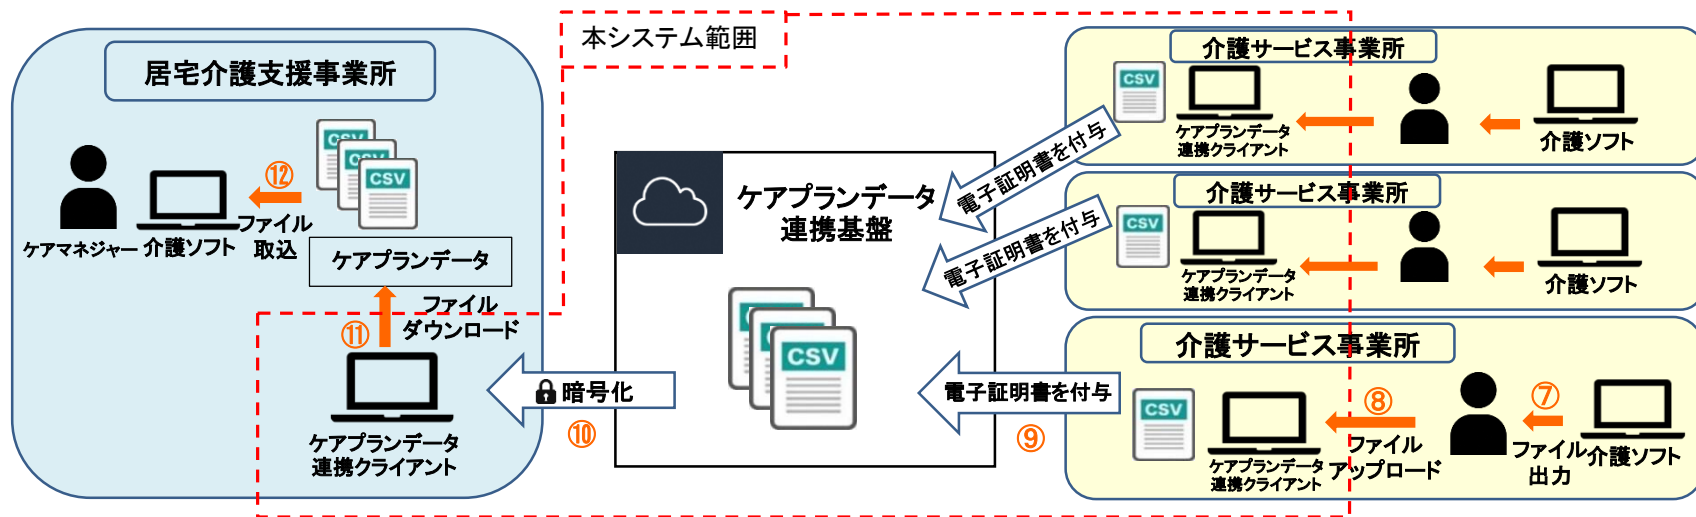 本システム範囲
居宅介護支援事業所
CSV
CSV
CSV
⑫
ファイル
取込
ケアマネジャー
介護ソフト
ケアプランデータ
⑪
ファイル
ダウンロード
ケアプランデータ
連携クライアント
暗号化
⑩
ケアプランデータ
連携基盤
CSV
電子証明書を付与
電子証明書を付与
電子証明書を付与
⑨
介護サービス事業所
CSV
ケアプランデータ
連携クライアント
介護ソフト
介護サービス事業所
CSV
ケアプランデータ
連携クライアント
介護ソフト
介護サービス事業所
CSV
ケアプランデータ
連携クライアント
⑧
ファイル
アップロード
⑦
ファイル
出力
介護ソフト